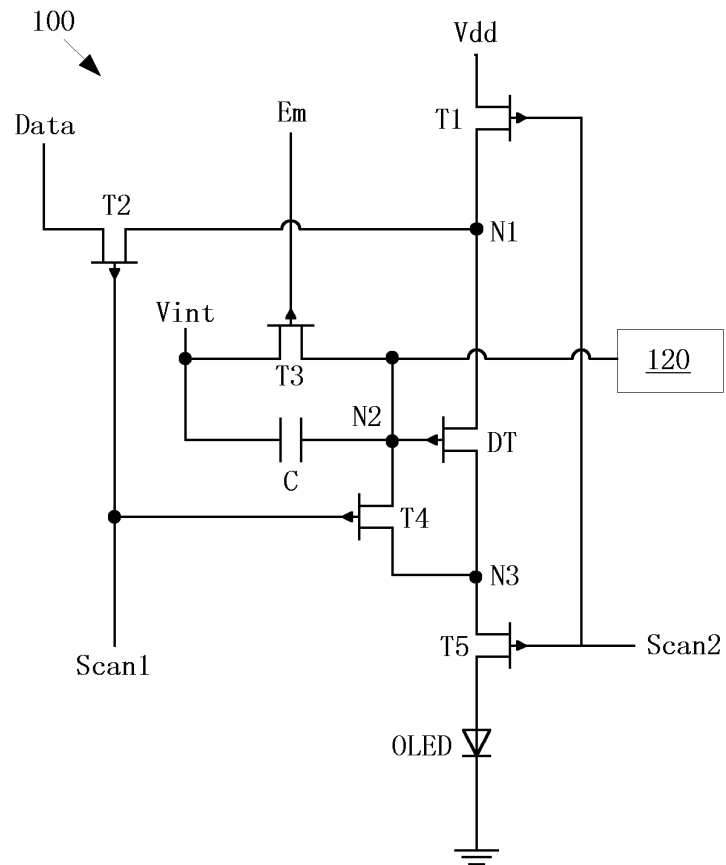 100
Vdd
Em
T1
Data
T2
N1
Vint
T3
120
N2
DT
C
T4
N3
T5
Scan2
Scan1
OLED